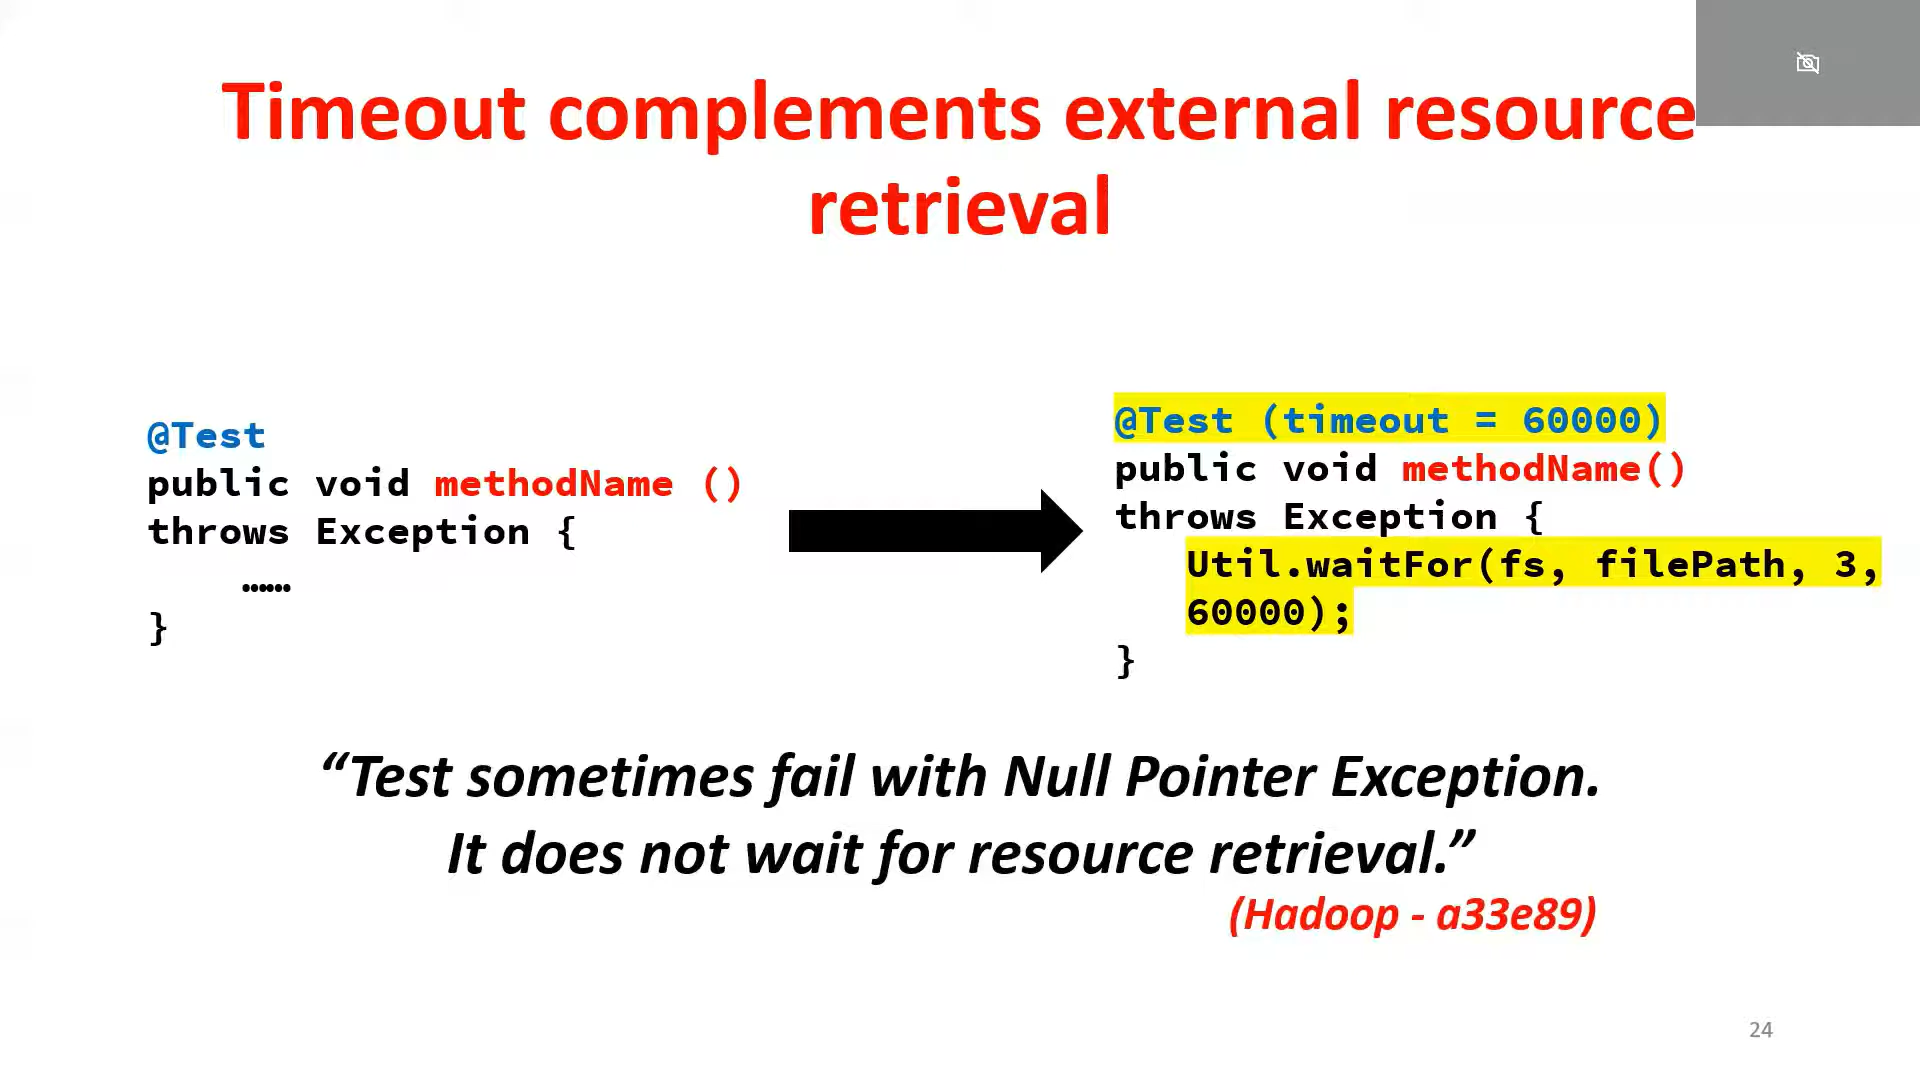 Timeout complements external resource
retrieval
@Test
public void methodName ()
throws Exception {
……
}
@Test (timeout = 60000)
public void methodName()
throws Exception {
Util.waitFor(fs, filePath, 3,
60000);
}
“Test sometimes fail with Null Pointer Exception.
It does not wait for resource retrieval.”
(Hadoop - a33e89)
24